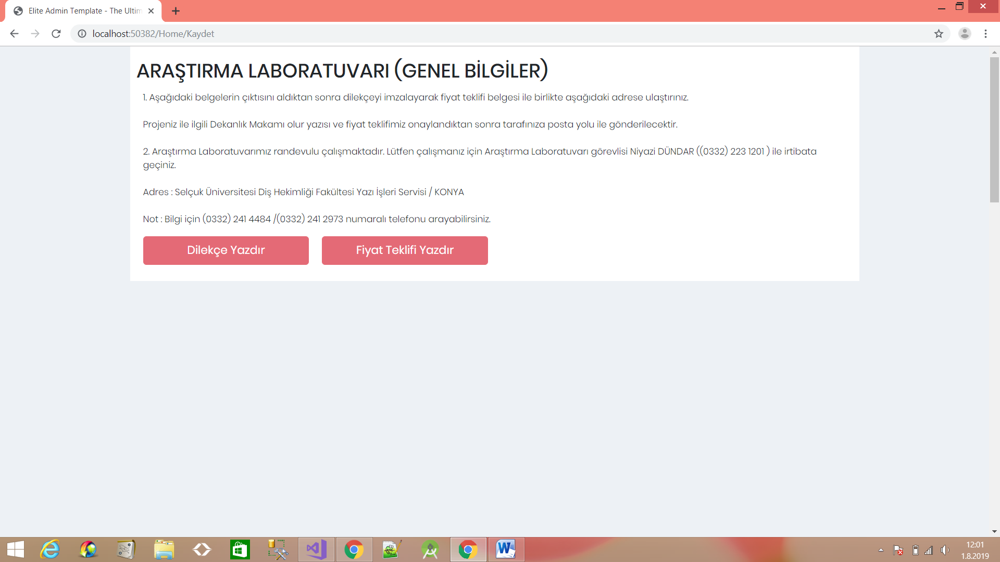 Elite Admin Template - The Ultim
localhost:50382/Home/Kaydet
ARAŞTIRMA LABORATUVARI (GENEL BİLGİLER)
1. Aşağıdaki belgelerin çıktısını aldıktan sonra dilekçeyi imzalayarak fiyat teklifi belgesi ile birlikte aşağıdaki adrese ulaştırınız.
Projeniz ile ilgili Dekanlık Makamı olur yazısı ve fiyat teklifimiz onaylandıktan sonra tarafınıza posta yolu ile gönderilecektir.
2. Araştırma Laboratuvarımız randevulu çalışmaktadır. Lütfen çalışmanız için Araştırma Laboratuvarı görevlisi Niyazi DÜNDAR ((0332) 223 1201 ) ile irtibata
geçiniz.
Adres : Selçuk Üniversitesi Diş Hekimliği Fakültesi Yazı İşleri Servisi / KONYA
Not : Bilgi için (0332) 241 4484 /(0332) 241 2973 numaralı telefonu arayabilirsiniz.
Dilekçe Yazdır
Fiyat Teklifi Yazdır
12:01
1.8.2019